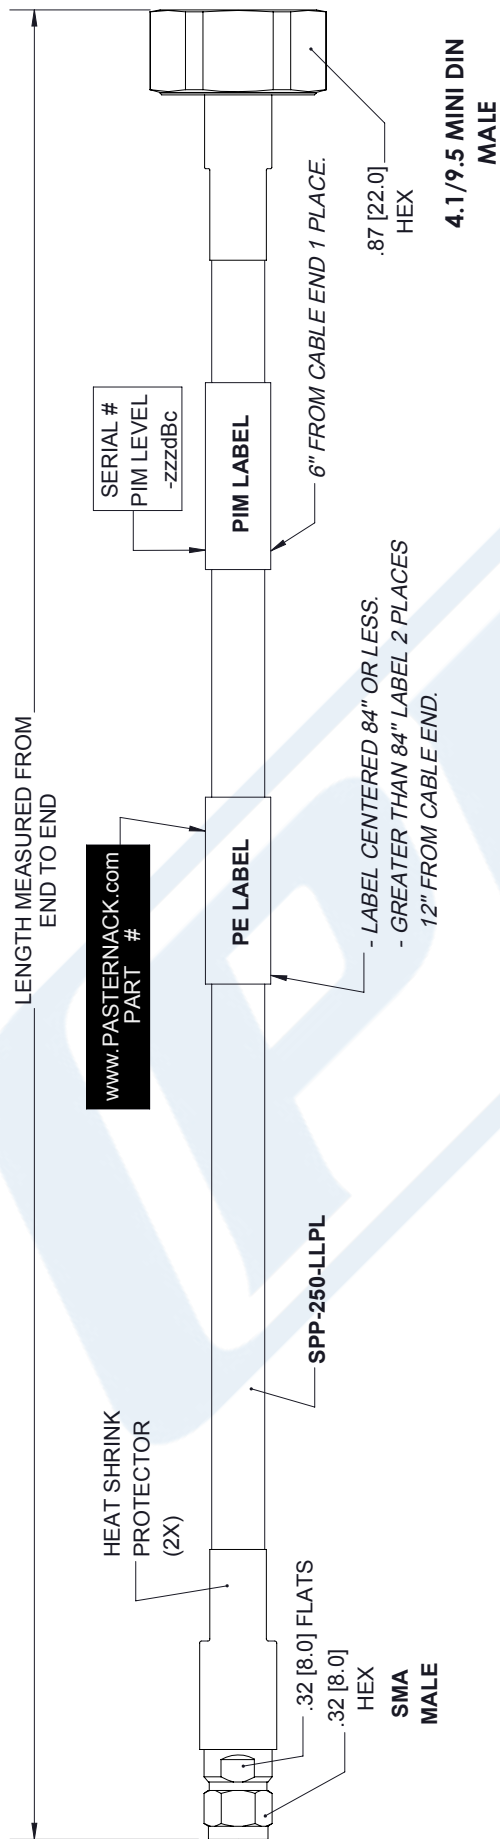 LENGTH MEASURED FROM
END TO END
www.PASTERNACK.com
PART #
SERIAL #
PIM LEVEL
-zzzdBc
HEAT SHRINK
PROTECTOR
(2X)
PE LABEL
PIM LABEL
.32 [8.0] FLATS
.32 [8.0]
HEX
SMA
MALE
SPP-250-LLPL
- LABEL CENTERED 84" OR LESS.
- GREATER THAN 84" LABEL 2 PLACES
12" FROM CABLE END.
6" FROM CABLE END 1 PLACE.
.87 [22.0]
HEX
4.1/9.5 MINI DIN
MALE